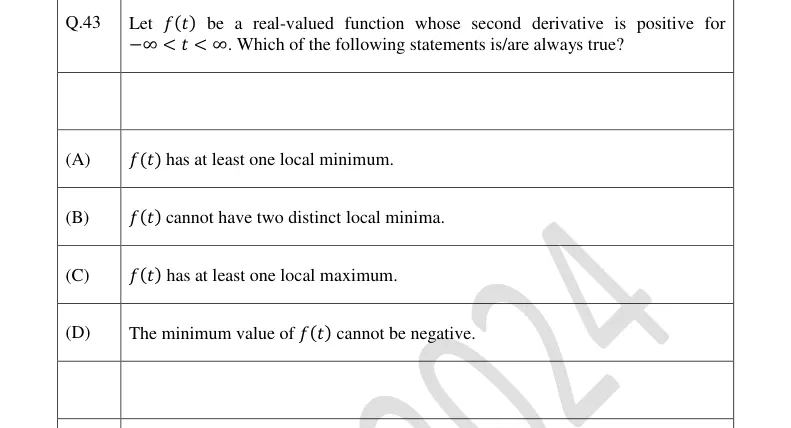 Q.43 Let f(t) be a real-valued function whose second derivative is positive for
−∞ < t < ∞. Which of the following statements is/are always true?
(A) f(t) has at least one local minimum.
(B) f(t) cannot have two distinct local minima.
(C) f(t) has at least one local maximum.
(D) The minimum value of f(t) cannot be negative.
2024